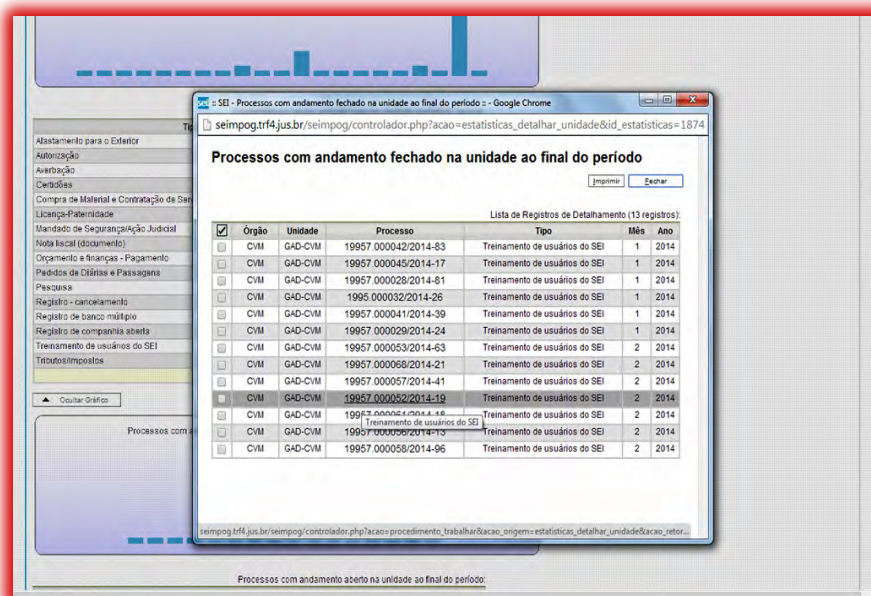 :: SEI - Processos com andamento fechado na unidade ao final do período :: - Google Chrome
seimpog.trf4.jus.br/seimpog/controlador.php?acao=estatisticas_detalhar_unidade&id_estatisticas=1874
Processos com andamento fechado na unidade ao final do período
Imprimir Fechar
Lista de Registros de Detalhamento (13 registros):
Órgão Unidade Processo Tipo Mês Ano
CVM GAD-CVM 19957.000042/2014-83 Treinamento de usuários do SEI 1 2014
CVM GAD-CVM 19957.000045/2014-17 Treinamento de usuários do SEI 1 2014
CVM GAD-CVM 19957.000028/2014-81 Treinamento de usuários do SEI 1 2014
CVM GAD-CVM 1995.000032/2014-26 Treinamento de usuários do SEI 1 2014
CVM GAD-CVM 19957.000041/2014-39 Treinamento de usuários do SEI 1 2014
CVM GAD-CVM 19957.000029/2014-24 Treinamento de usuários do SEI 1 2014
CVM GAD-CVM 19957.000053/2014-63 Treinamento de usuários do SEI 2 2014
CVM GAD-CVM 19957.000068/2014-21 Treinamento de usuários do SEI 2 2014
CVM GAD-CVM 19957.000057/2014-41 Treinamento de usuários do SEI 2 2014
CVM GAD-CVM 19957.000052/2014-19 Treinamento de usuários do SEI 2 2014
CVM GAD-CVM Treinamento de usuários do SEI 2 2014
Treinamento de usuários do SEI
CVM GAD-CVM 19957.000056/2014-13 Treinamento de usuários do SEI 2 2014
CVM GAD-CVM 19957.000058/2014-96 Treinamento de usuários do SEI 2 2014
seimpog.trf4.jus.br/seimpog/controlador.php?acao=procedimento_trabalhar&acao_origem=estatisticas_detalhar_unidade&acao_retor...
Afastamento para o Exterior
Autorização
Averbação
Certidões
Compra de Material e Contratação de
Licença-Paternidade
Mandado de Segurança/Ação Judicial
Nota fiscal (documento)
Orçamento e finanças - Pagamento
Pedidos de Diárias e Passagens
Pesquisa
Registro - cancelamento
Registro de banco múltiplo
Registro de companhia aberta
Treinamento de usuários do SEI
Tributos/Impostos
Ocultar Gráfico
Processos com
Processos com andamento aberto na unidade ao final do período: